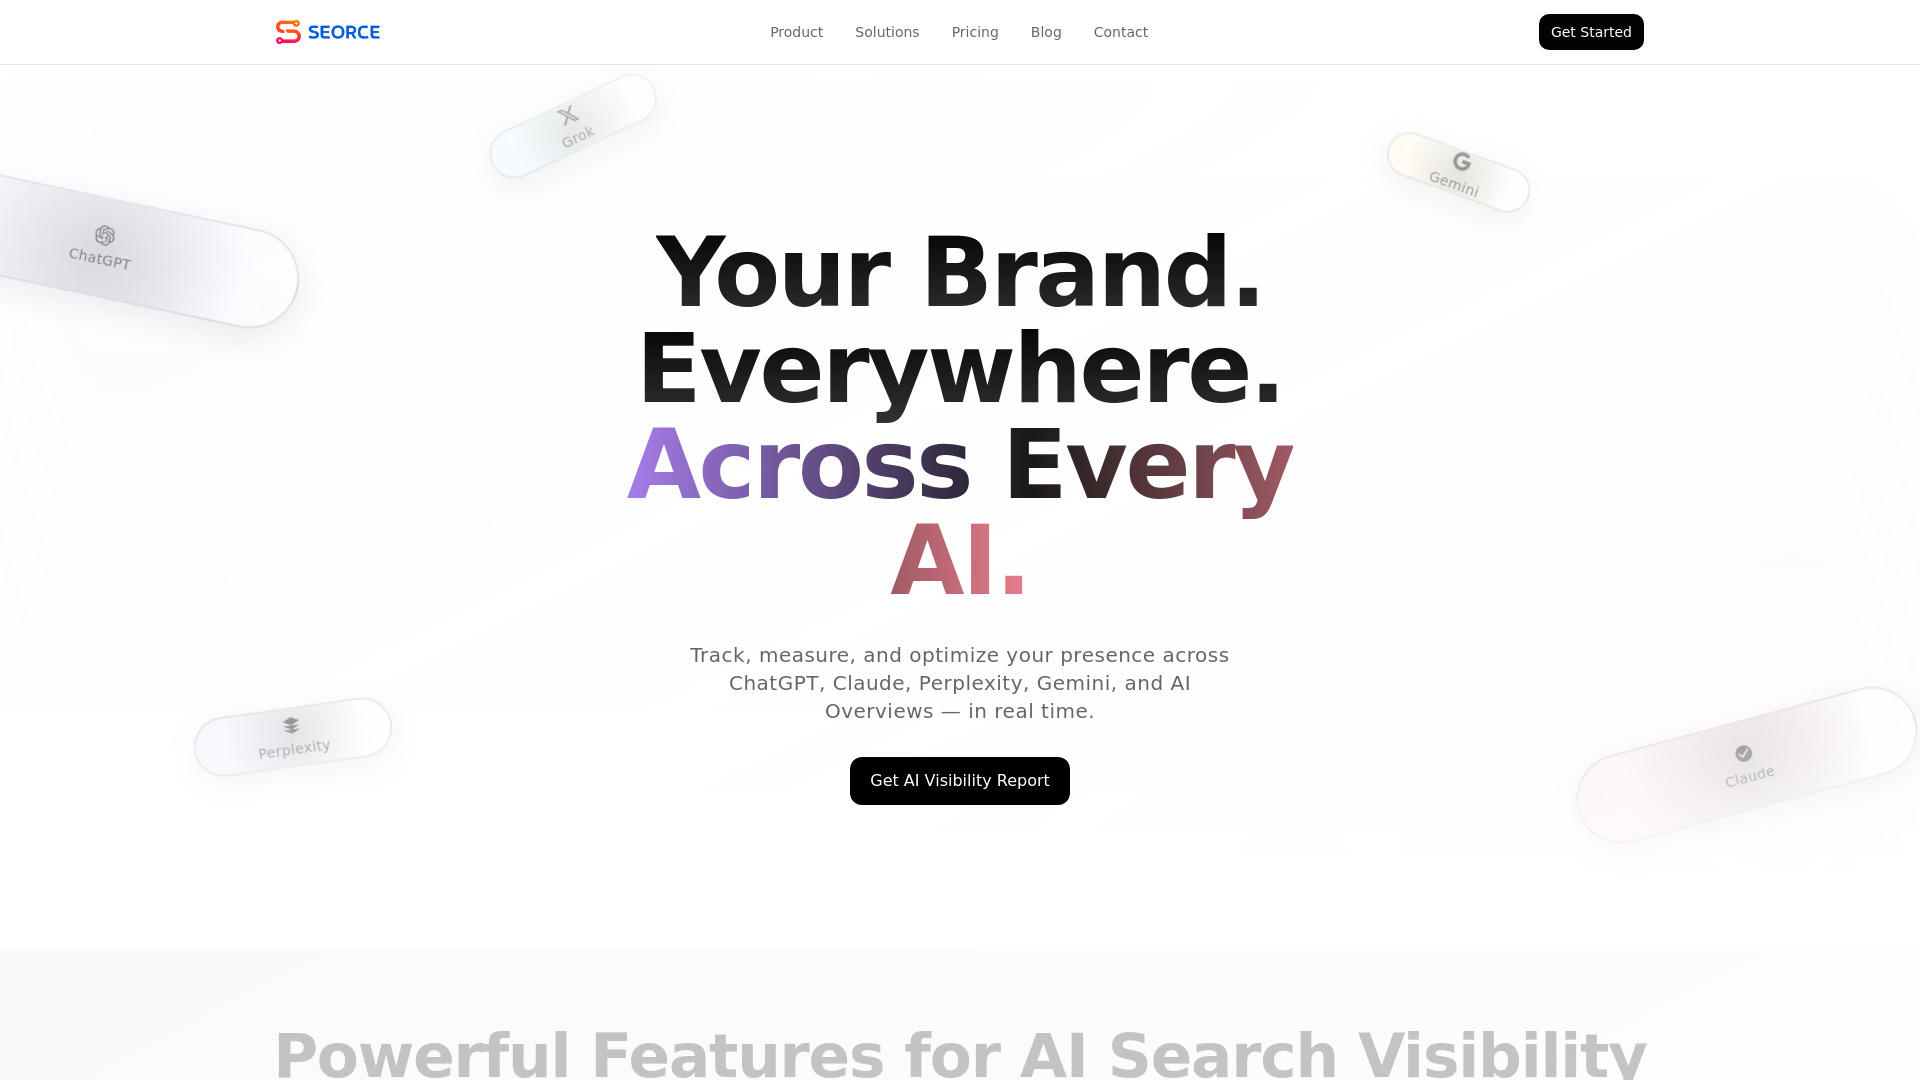 SEORCE
Product
Solutions
Pricing
Blog
Contact
Get Started
Grok
Gemini
ChatGPT
Your Brand.
Everywhere.
Across Every
AI.
Track, measure, and optimize your presence across
ChatGPT, Claude, Perplexity, Gemini, and AI
Overviews — in real time.
Perplexity
Claude
Get AI Visibility Report
Powerful Features for AI Search Visibility